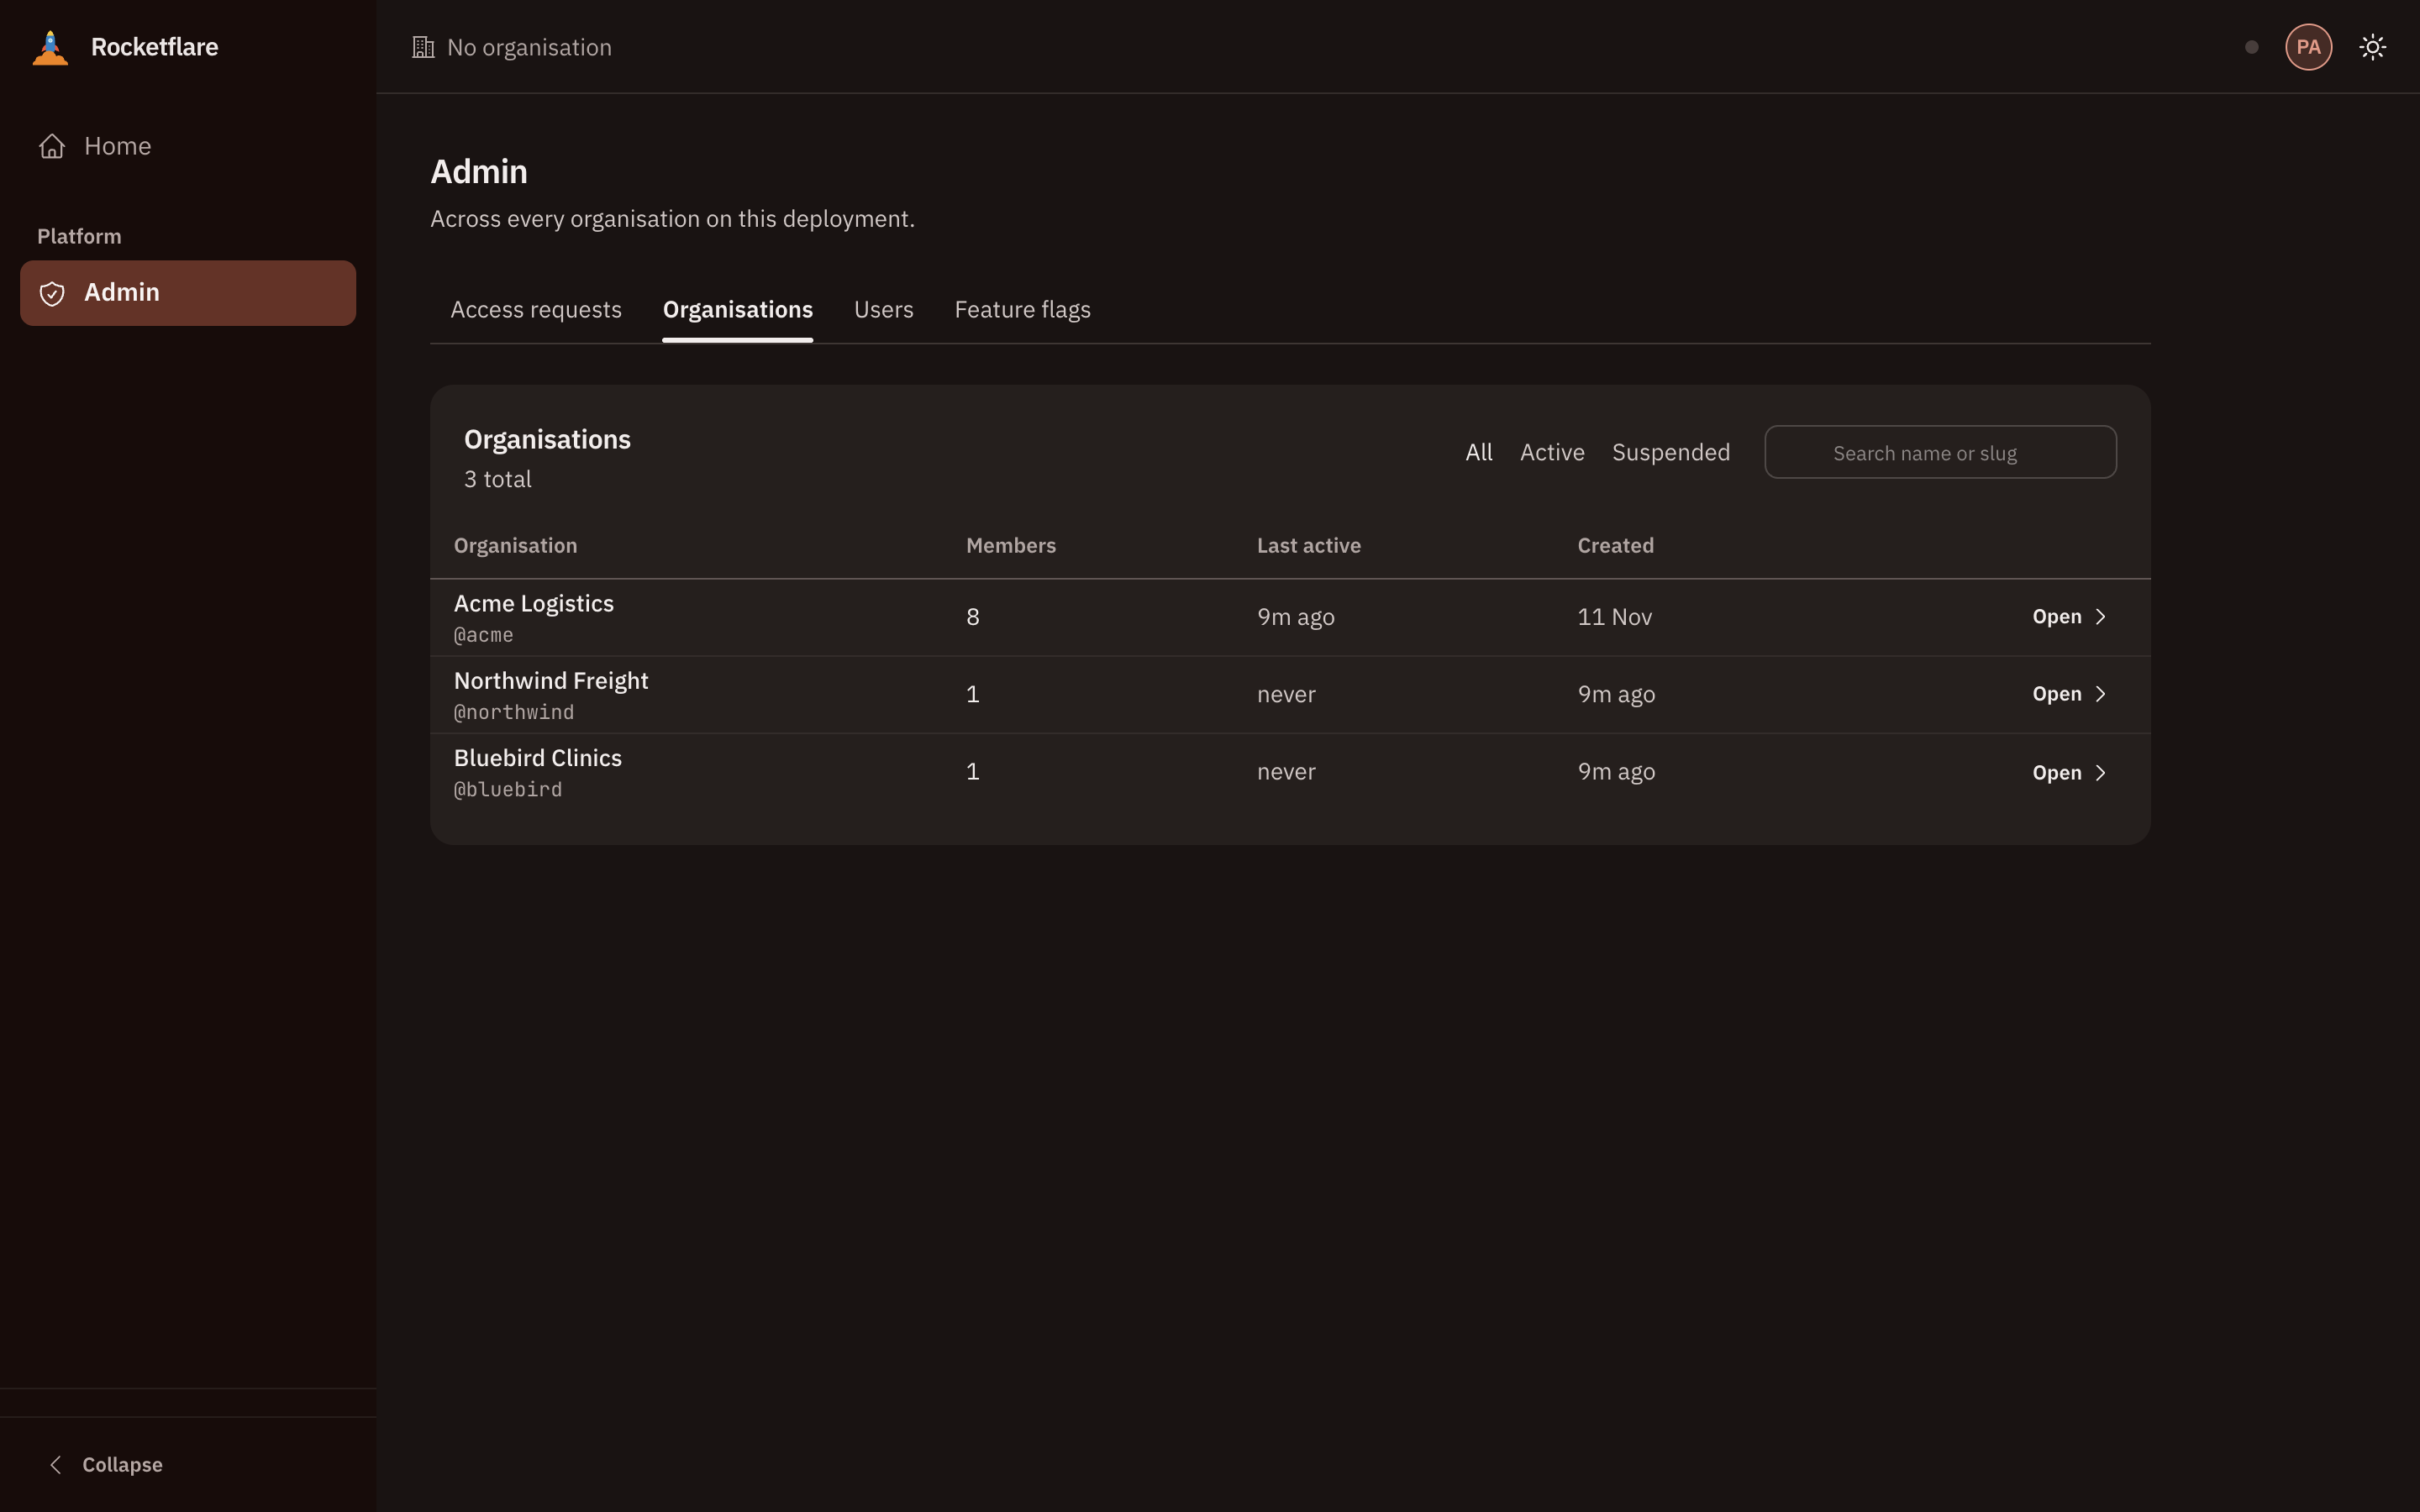 Rocketflare
No organisation
PA
Home
Platform
Admin
Admin
Across every organisation on this deployment.
Access requests Organisations Users Feature flags
Organisations
3 total
All Active Suspended Search name or slug
Organisation Members Last active Created
Acme Logistics
@acme
8 9m ago 11 Nov Open
Northwind Freight
@northwind
1 never 9m ago Open
Bluebird Clinics
@bluebird
1 never 9m ago Open
Collapse